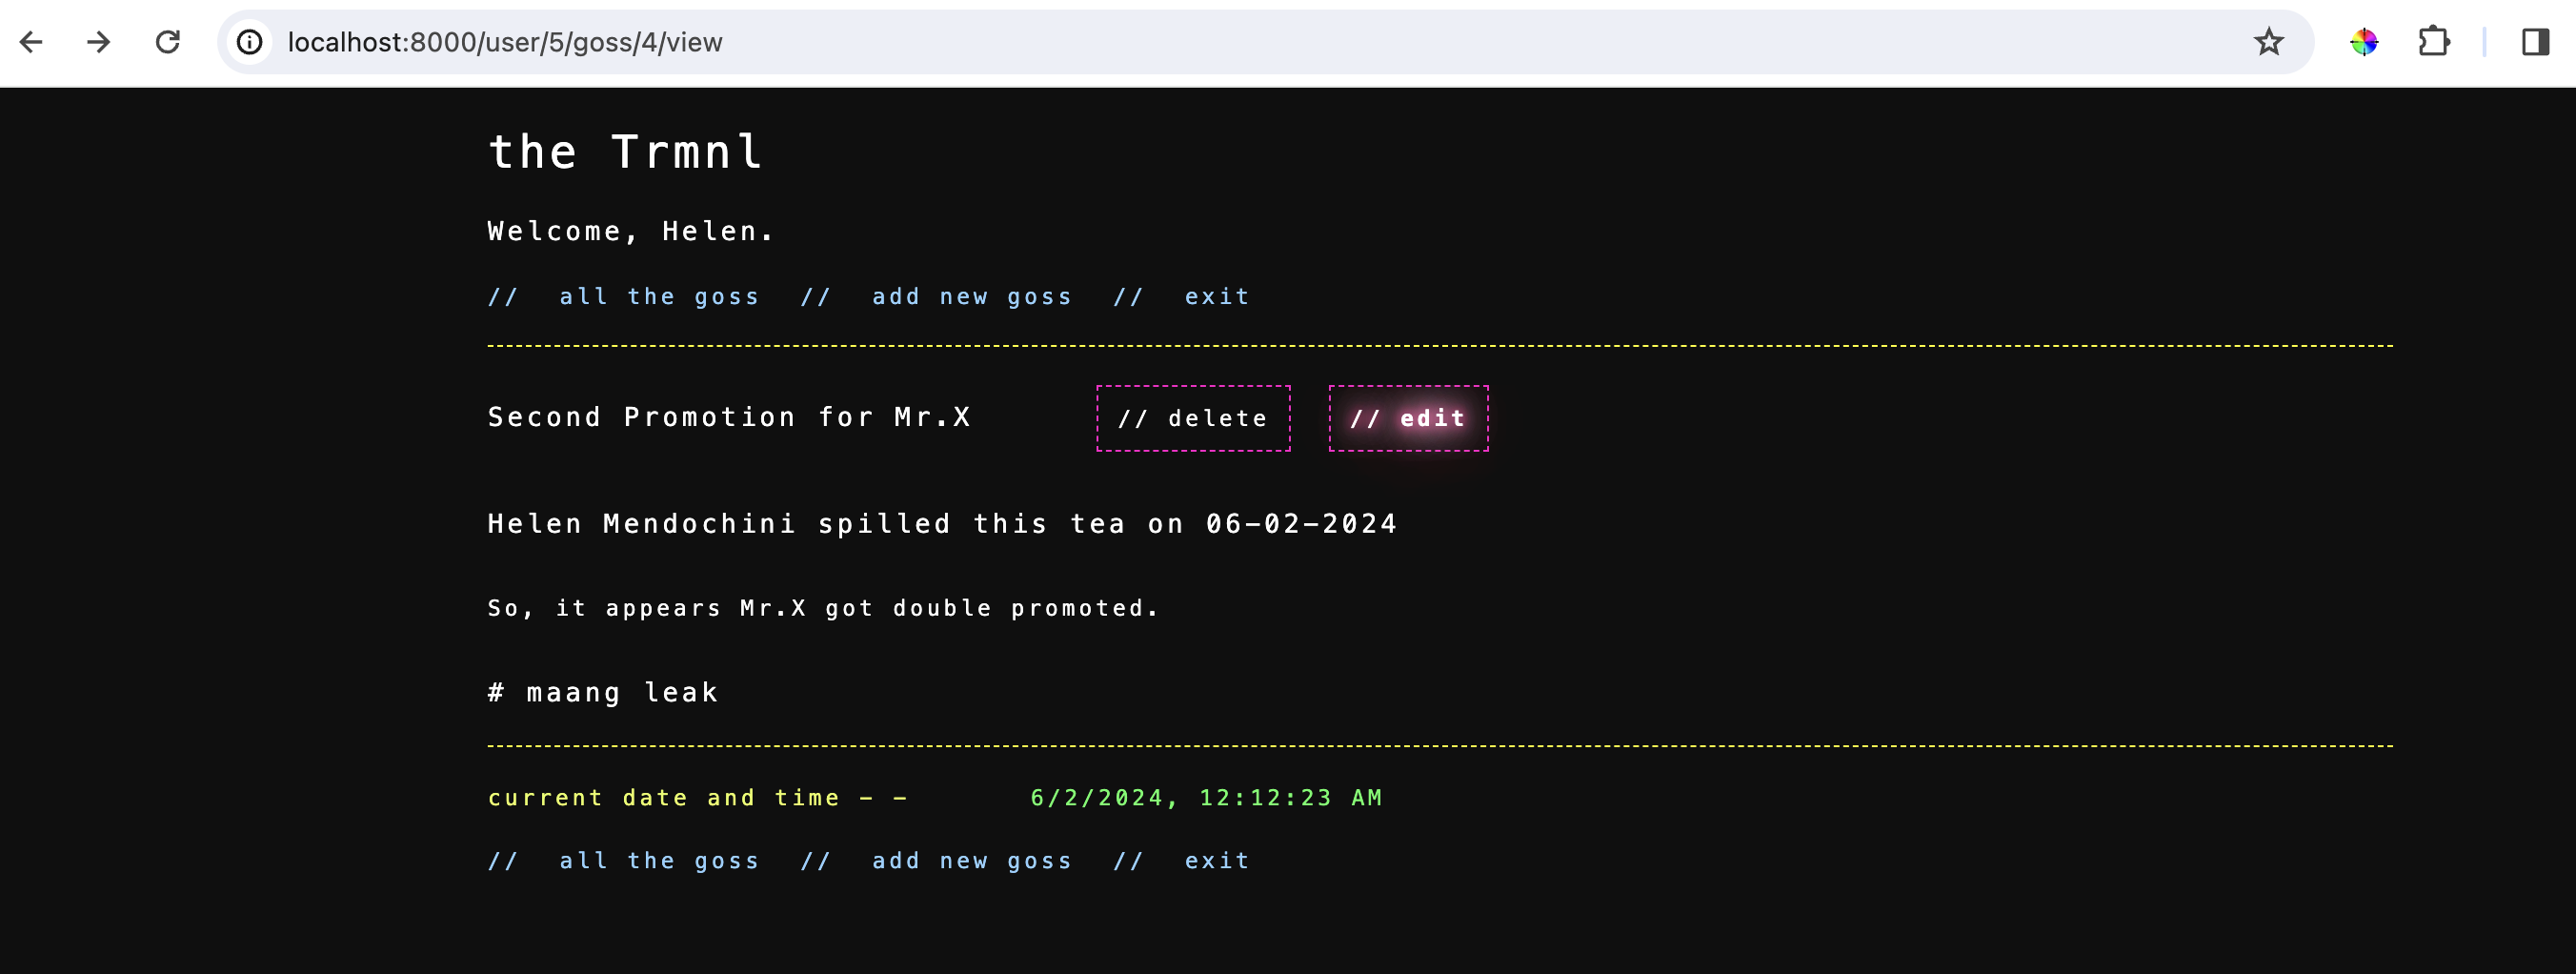 localhost:8000/user/5/goss/4/view
the Trmnl
Welcome, Helen.
// all the goss // add new goss // exit
Second Promotion for Mr.X // delete // edit
Helen Mendochini spilled this tea on 06-02-2024
So, it appears Mr.X got double promoted.
# maang leak
current date and time - - 6/2/2024, 12:12:23 AM
// all the goss // add new goss // exit